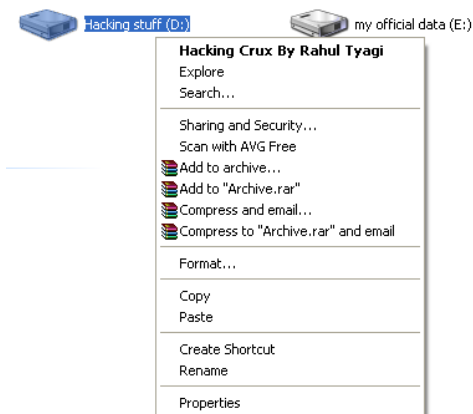 Hacking stuff (D:) my official data (E:)
Hacking Crux By Rahul Tyagi
Explore
Search...
Sharing and Security...
Scan with AVG Free
Add to archive...
Add to "Archive.rar"
Compress and email...
Compress to "Archive.rar" and email
Format...
Copy
Paste
Create Shortcut
Rename
Properties